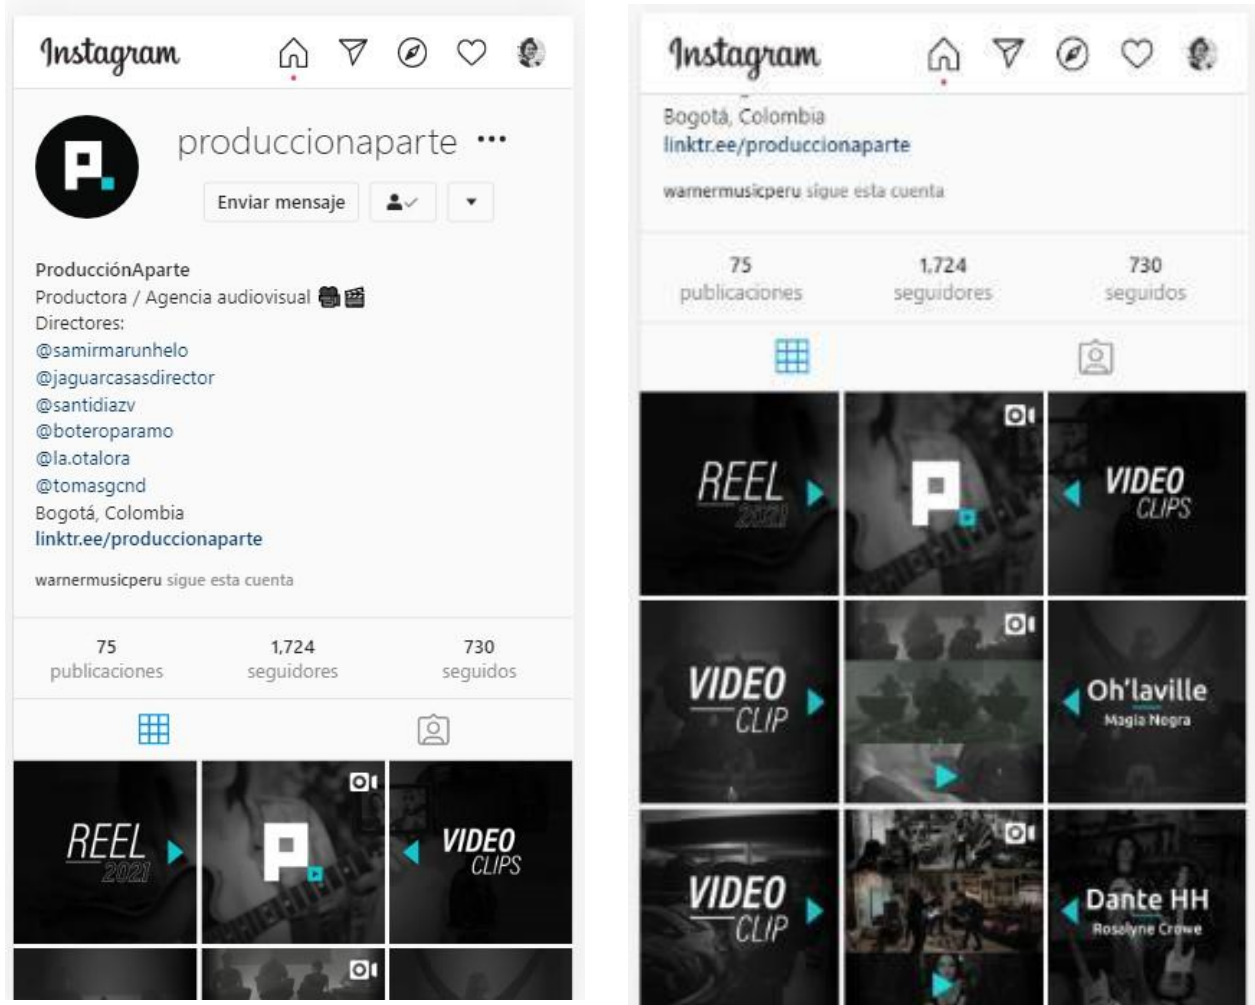 Instagram
produccionaparte
Enviar mensaje
ProducciónAparte
Productora / Agencia audiovisual
Directores:
@samirmarunhelo
@jaguarcasasdirector
@santidiazv
@boteroparamo
@la.otalora
@tomasgcnd
Bogotá, Colombia
linktr.ee/produccionaparte
warnermusicperu sigue esta cuenta
75 1,724 730
publicaciones seguidores seguidos
REEL
2021
P.
VIDEO
CLIPS
Instagram
Bogotá, Colombia
linktr.ee/produccionaparte
warnermusicperu sigue esta cuenta
75 1,724 730
publicaciones seguidores seguidos
REEL
2021
P.
VIDEO
CLIPS
VIDEO
CLIP
Oh'laville
Magia Negra
VIDEO
CLIP
Dante HH
Rosalyne Crowe